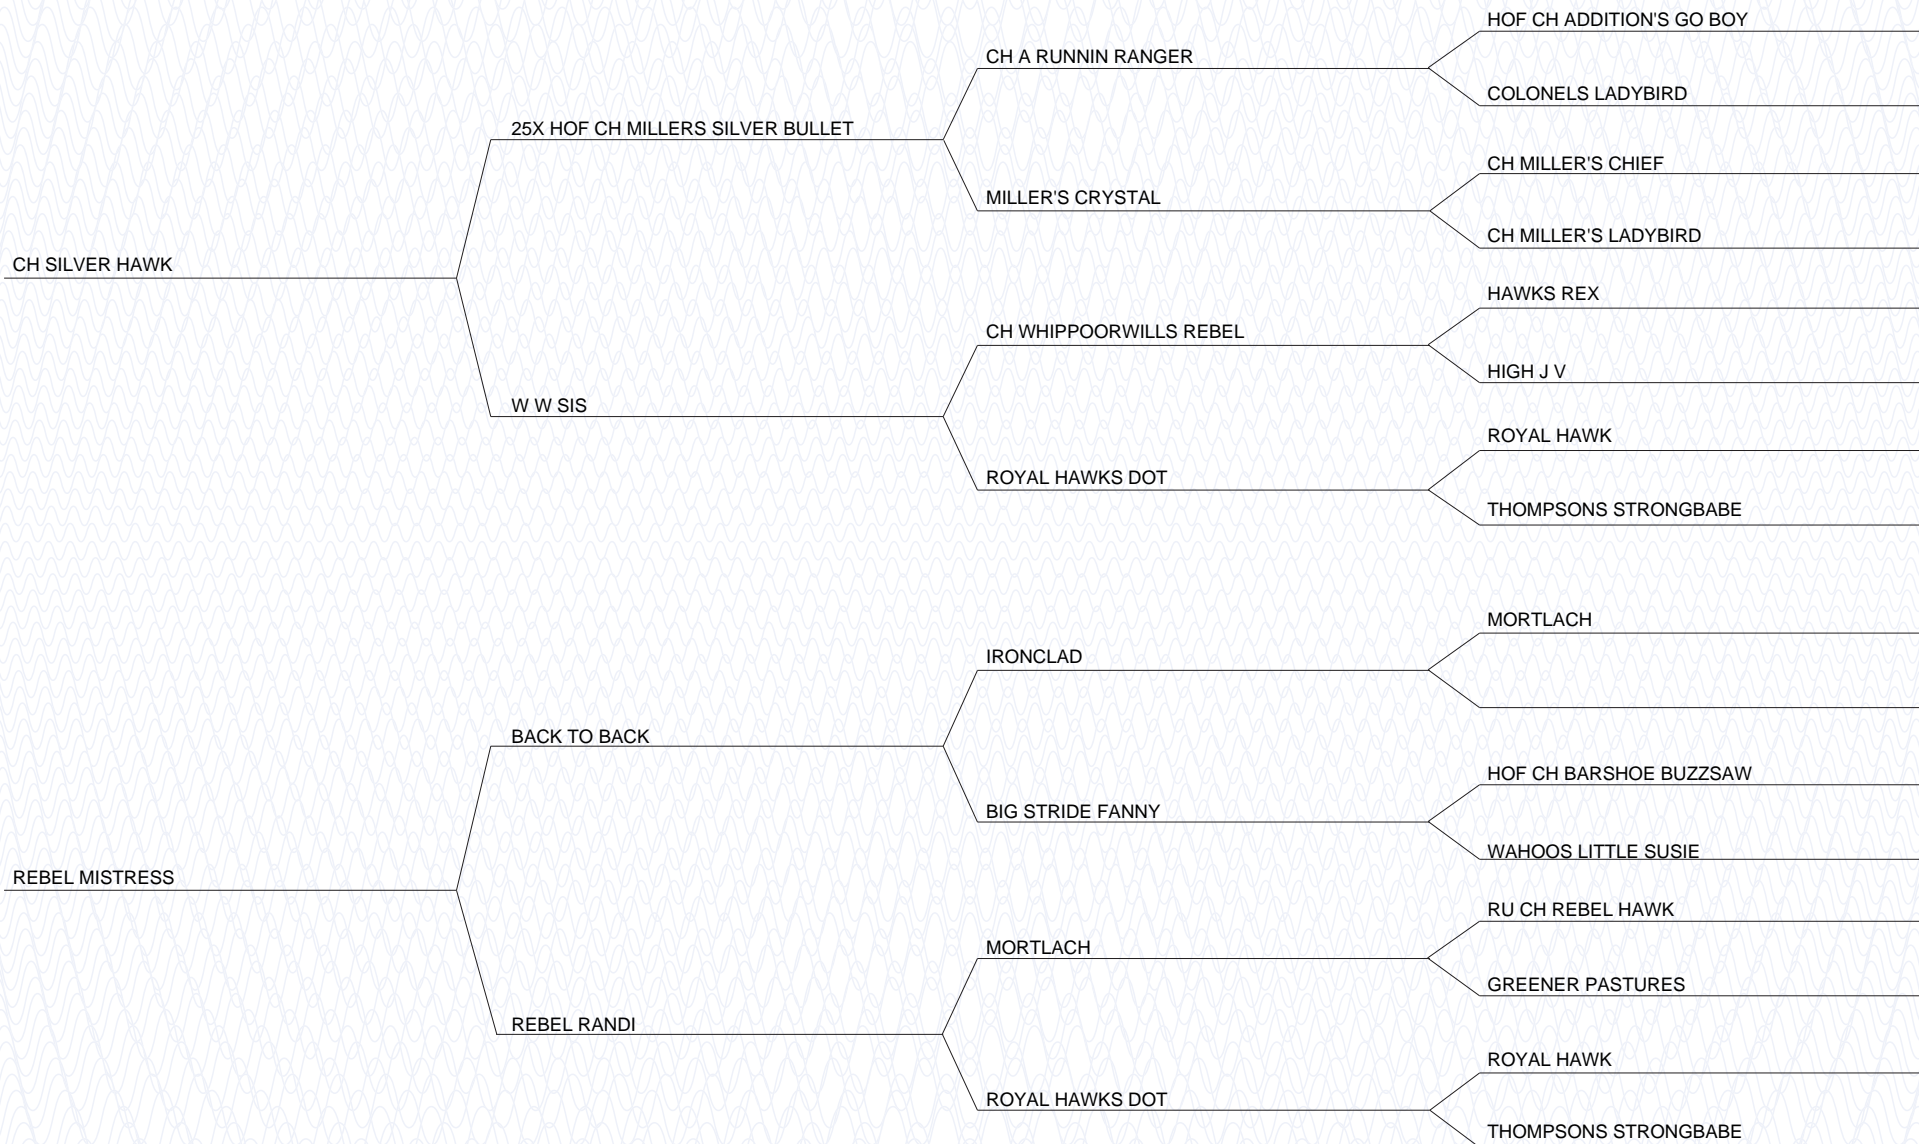 HOF CH ADDITION'S GO BOY
CH A RUNNIN RANGER
COLONELS LADYBIRD
25X HOF CH MILLERS SILVER BULLET
CH MILLER'S CHIEF
MILLER'S CRYSTAL
CH MILLER'S LADYBIRD
CH SILVER HAWK
HAWKS REX
CH WHIPPOORWILLS REBEL
HIGH J V
W W SIS
ROYAL HAWK
ROYAL HAWKS DOT
THOMPSONS STRONGBABE
MORTLACH
IRONCLAD
BACK TO BACK
HOF CH BARSHOE BUZZSAW
BIG STRIDE FANNY
WAHOOS LITTLE SUSIE
REBEL MISTRESS
RU CH REBEL HAWK
MORTLACH
GREENER PASTURES
REBEL RANDI
ROYAL HAWK
ROYAL HAWKS DOT
THOMPSONS STRONGBABE